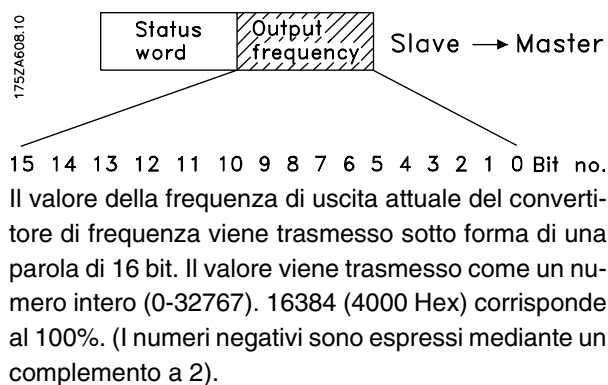 175ZA608.10
Status Output
word frequency
Slave → Master
15 14 13 12 11 10 9 8 7 6 5 4 3 2 1 0 Bit no.
Il valore della frequenza di uscita attuale del converti-
tore di frequenza viene trasmesso sotto forma di una
parola di 16 bit. Il valore viene trasmesso come un nu-
mero intero (0-32767). 16384 (4000 Hex) corrisponde
al 100%. (I numeri negativi sono espressi mediante un
complemento a 2).